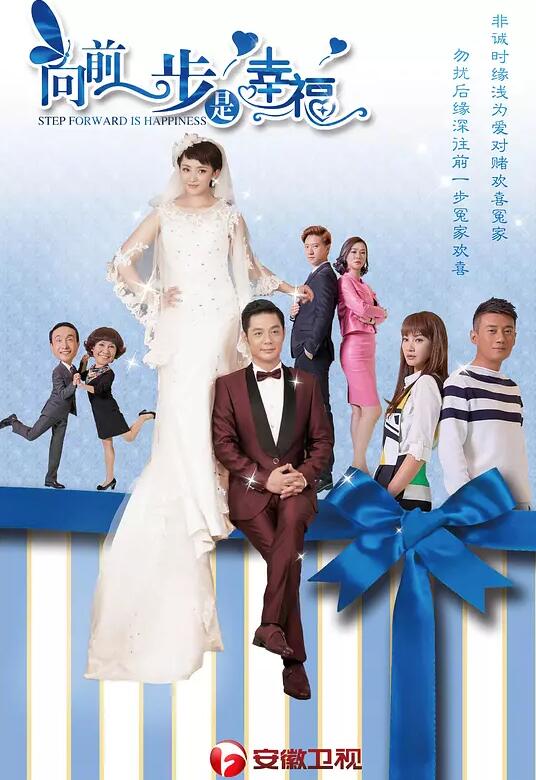 向前一步是幸福
STEP FORWARD IS HAPPINESS
非诚时缘浅为爱对赌欢喜冤家
勿扰后缘深往前一步冤家欢喜
安徽卫视